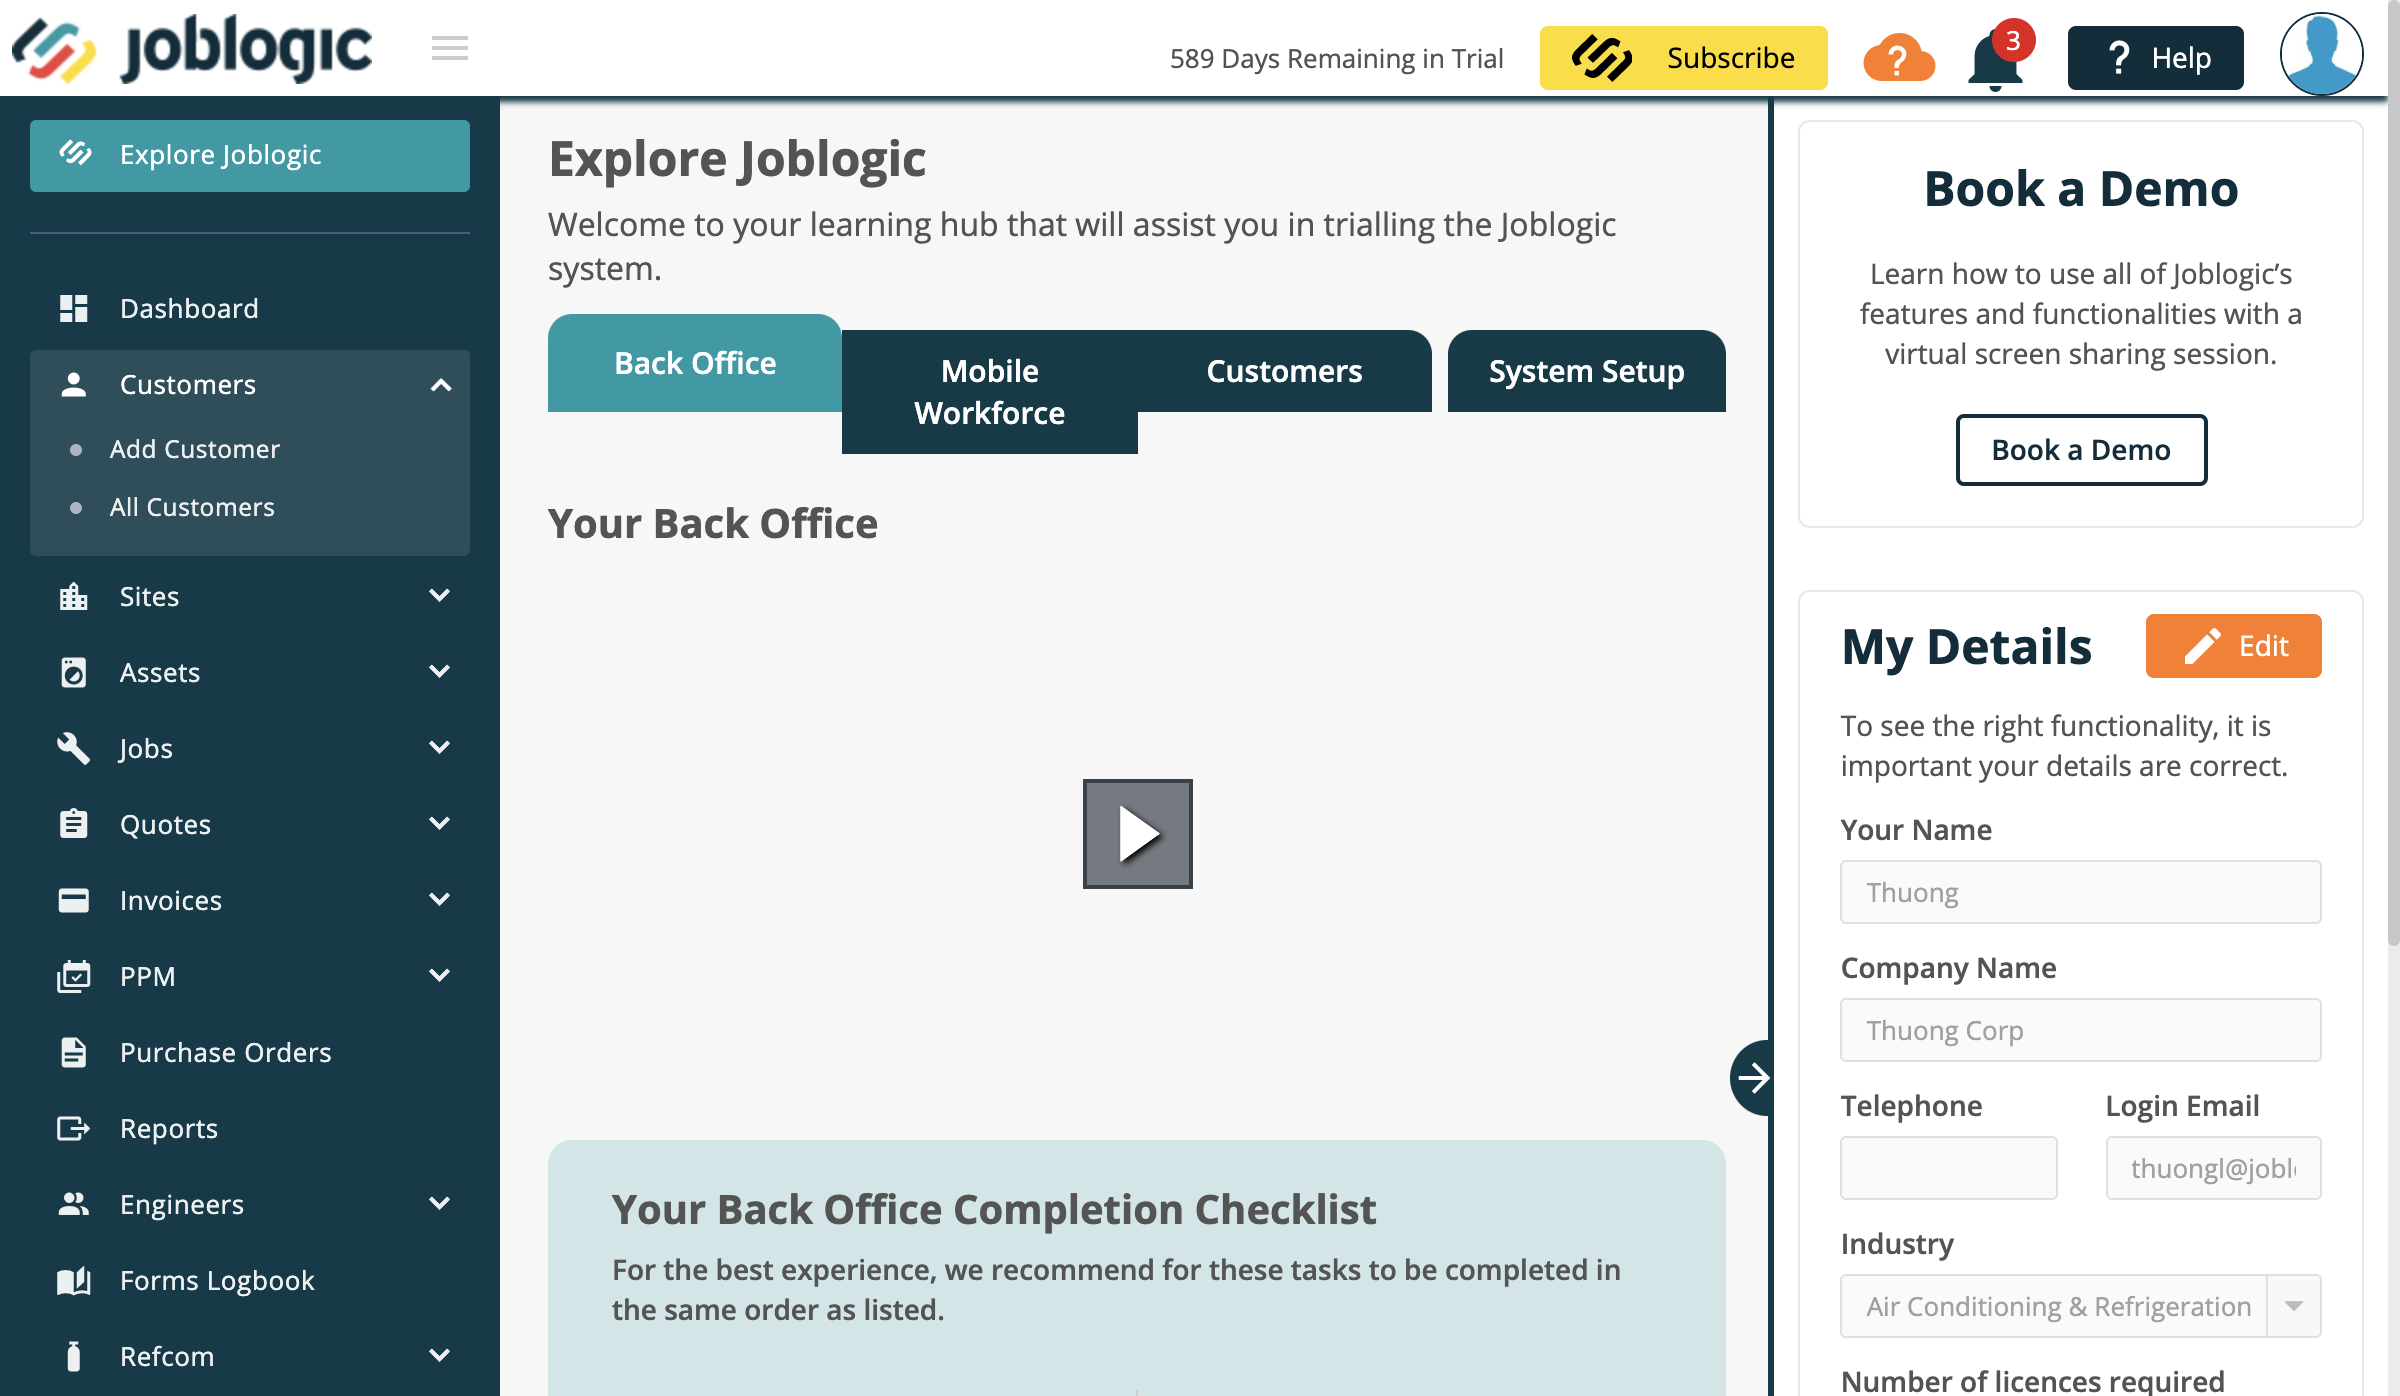 joblogic
589 Days Remaining in Trial
Subscribe
3
? Help
Explore Joblogic
Dashboard
Customers
Add Customer
All Customers
Sites
Assets
Jobs
Quotes
Invoices
PPM
Purchase Orders
Reports
Engineers
Forms Logbook
Refcom
Explore Joblogic
Welcome to your learning hub that will assist you in trialling the Joblogic
system.
Back Office
Mobile
Workforce
Customers
System Setup
Your Back Office
Your Back Office Completion Checklist
For the best experience, we recommend for these tasks to be completed in
the same order as listed.
Book a Demo
Learn how to use all of Joblogic’s
features and functionalities with a
virtual screen sharing session.
Book a Demo
My Details
Edit
To see the right functionality, it is
important your details are correct.
Your Name
Thuong
Company Name
Thuong Corp
Telephone
Login Email
thuongl@jobl
Industry
Air Conditioning & Refrigeration
Number of licences required